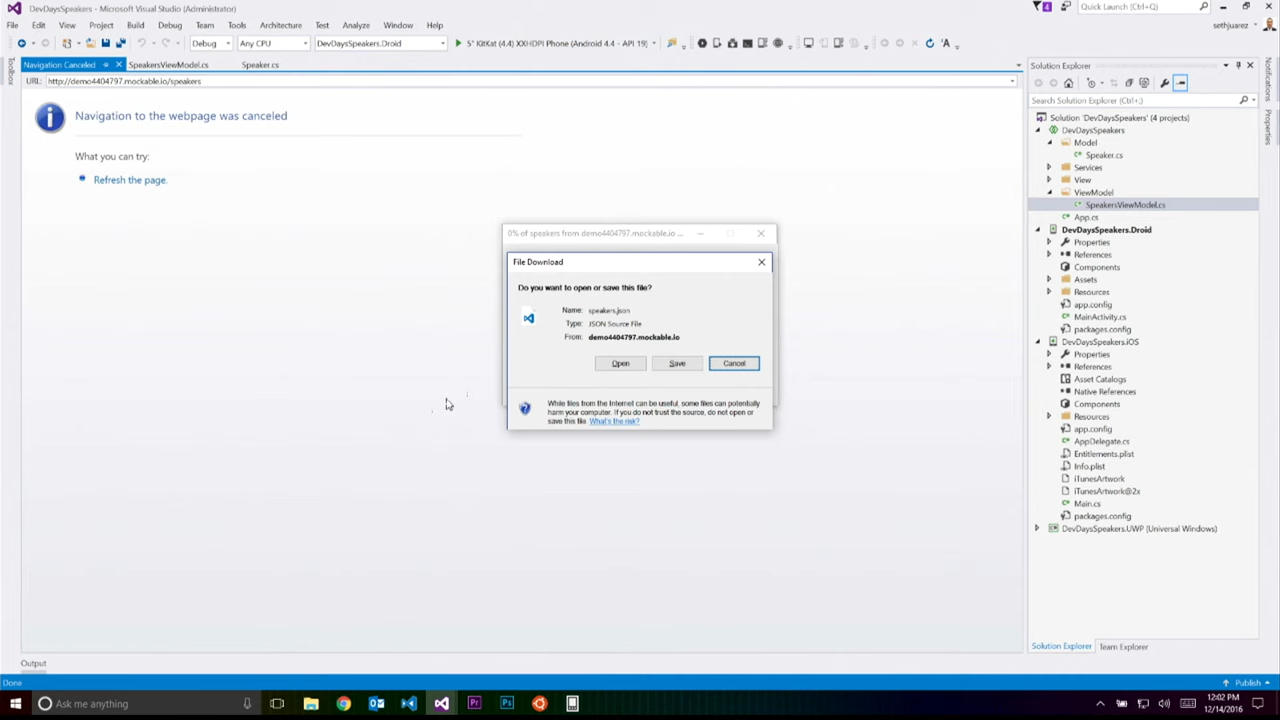 DevDaysSpeakers - Microsoft Visual Studio (Administrator)
4
Quick Launch (Ctrl+;)
File Edit View Project Build Debug Team Tools Architecture Test Analyze Window Help
sethjuarez
Debug Any CPU DevDaysSpeakers.Droid 5" KitKat (4.4) XXHDPI Phone (Android 4.4 - API 19)
Toolbox
Navigation Canceled SpeakersViewModel.cs Speaker.cs
URL: http://demo4404797.mockable.io/speakers
Navigation to the webpage was canceled
What you can try:
Refresh the page.
0% of speakers from demo4404797.mockable.io ...
File Download
Do you want to open or save this file?
Name: speakers.json
Type: JSON Source File
From: demo4404797.mockable.io
Open Save Cancel
While files from the Internet can be useful, some files can potentially
harm your computer. If you do not trust the source, do not open or
save this file. What's the risk?
Solution Explorer
Search Solution Explorer (Ctrl+;)
Solution 'DevDaysSpeakers' (4 projects)
DevDaysSpeakers
Model
Speaker.cs
Services
View
ViewModel
SpeakersViewModel.cs
App.cs
DevDaysSpeakers.Droid
Properties
References
Components
Assets
Resources
app.config
MainActivity.cs
packages.config
DevDaysSpeakers.iOS
Properties
References
Asset Catalogs
Native References
Components
Resources
app.config
AppDelegate.cs
Entitlements.plist
Info.plist
iTunesArtwork
iTunesArtwork@2x
Main.cs
packages.config
DevDaysSpeakers.UWP (Universal Windows)
Solution Explorer Team Explorer
Notifications
Properties
Output
Done
Publish
Ask me anything
12:02 PM
12/14/2016